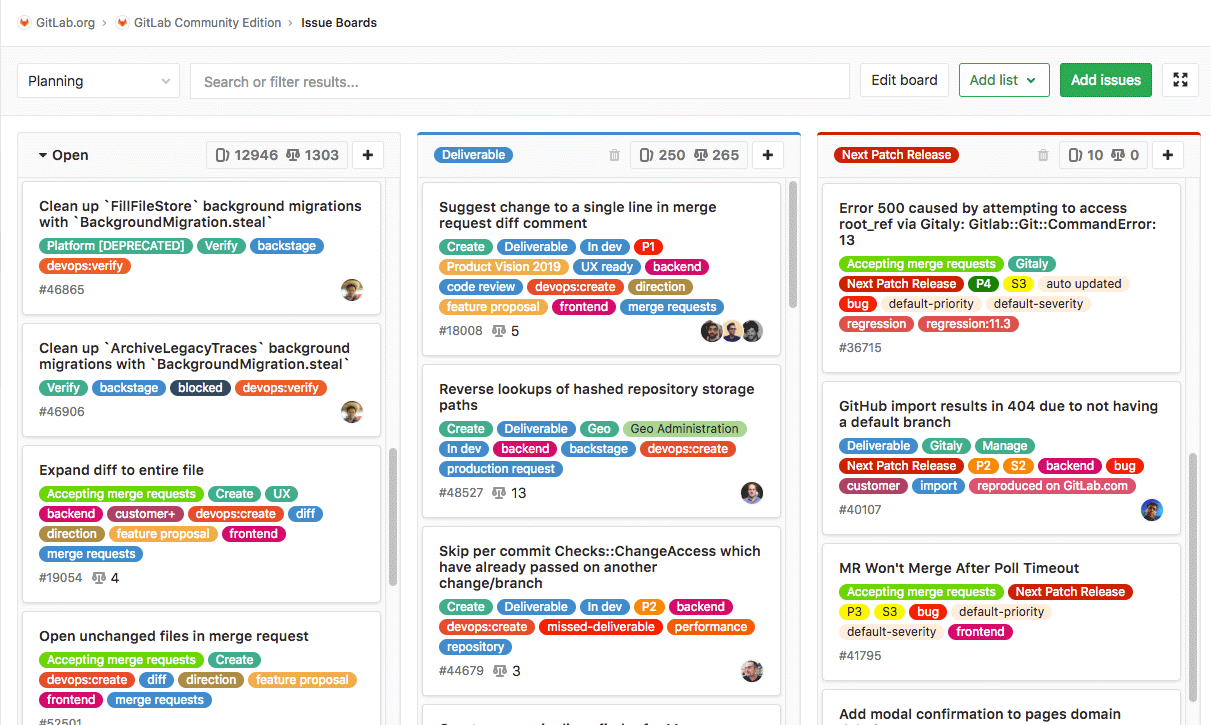 GitLab.org › GitLab Community Edition › Issue Boards
Planning
Search or filter results...
Edit board
Add list
Add issues
Open
12946 1303
+
Clean up `FillFileStore` background migrations
with `BackgroundMigration.steal`
Platform [DEPRECATED] Verify backstage
devops:verify
#46865
Clean up `ArchiveLegacyTraces` background
migrations with `BackgroundMigration.steal`
Verify backstage blocked devops:verify
#46906
Expand diff to entire file
Accepting merge requests Create UX
backend customer+ devops:create diff
direction feature proposal frontend
merge requests
#19054 4
Open unchanged files in merge request
Accepting merge requests Create
devops:create diff direction feature proposal
frontend merge requests
#52501
Deliverable
250 265
+
Suggest change to a single line in merge
request diff comment
Create Deliverable In dev P1
Product Vision 2019 UX ready backend
code review devops:create direction
feature proposal frontend merge requests
#18008 5
Reverse lookups of hashed repository storage
paths
Create Deliverable Geo Geo Administration
In dev backend backstage devops:create
production request
#48527 13
Skip per commit Checks::ChangeAccess which
have already passed on another
change/branch
Create Deliverable In dev P2 backend
devops:create missed-deliverable performance
repository
#44679 3
Next Patch Release
10 0
+
Error 500 caused by attempting to access
root_ref via Gitaly: Gitlab::Git::CommandError:
13
Accepting merge requests Gitaly
Next Patch Release P4 S3 auto updated
bug default-priority default-severity
regression regression:11.3
#36715
GitHub import results in 404 due to not having
a default branch
Deliverable Gitaly Manage
Next Patch Release P2 S2 backend bug
customer import reproduced on GitLab.com
#40107
MR Won't Merge After Poll Timeout
Accepting merge requests Next Patch Release
P3 S3 bug default-priority
default-severity frontend
#41795
Add modal confirmation to pages domain